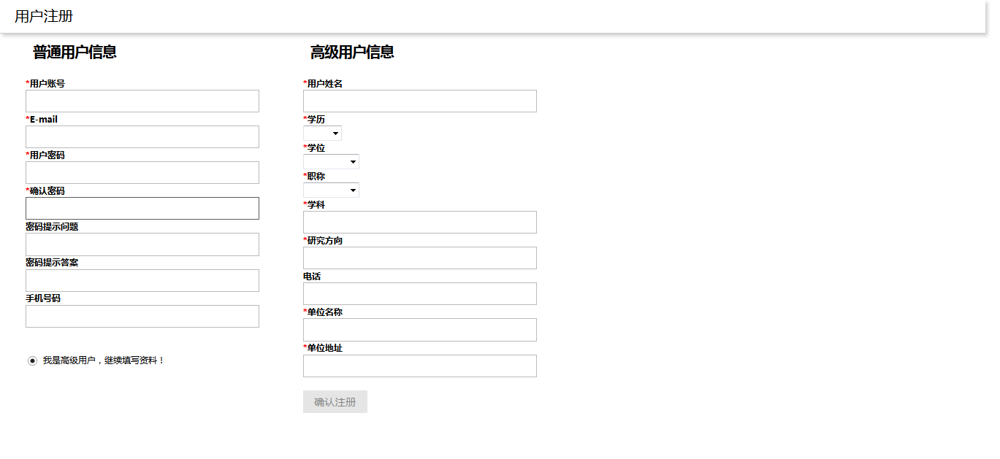 用户注册
普通用户信息
*用户账号
*E-mail
*用户密码
*确认密码
密码提示问题
密码提示答案
手机号码
我是高级用户，继续填写资料！
高级用户信息
*用户姓名
*学历
*学位
*职称
*学科
*研究方向
电话
*单位名称
*单位地址
确认注册